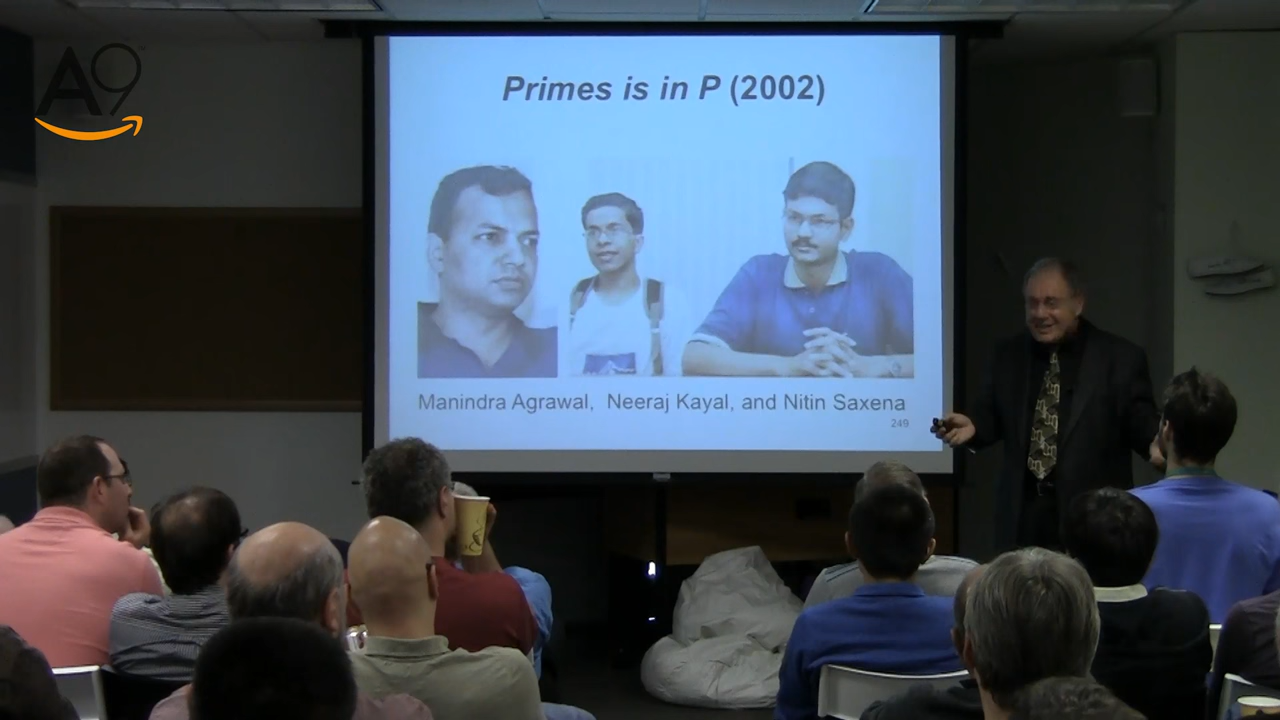 A9
Primes is in P (2002)
Manindra Agrawal, Neeraj Kayal, and Nitin Saxena
249